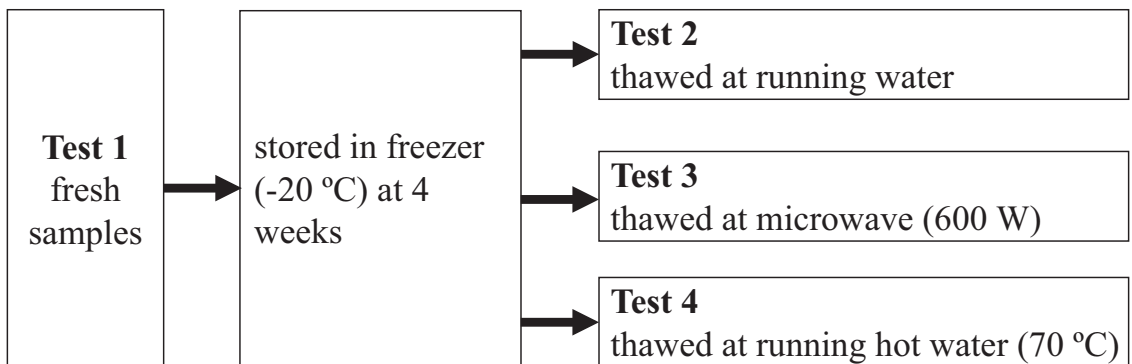 Test 1
fresh
samples
stored in freezer
(-20 ºC) at 4
weeks
Test 2
thawed at running water
Test 3
thawed at microwave (600 W)
Test 4
thawed at running hot water (70 ºC)